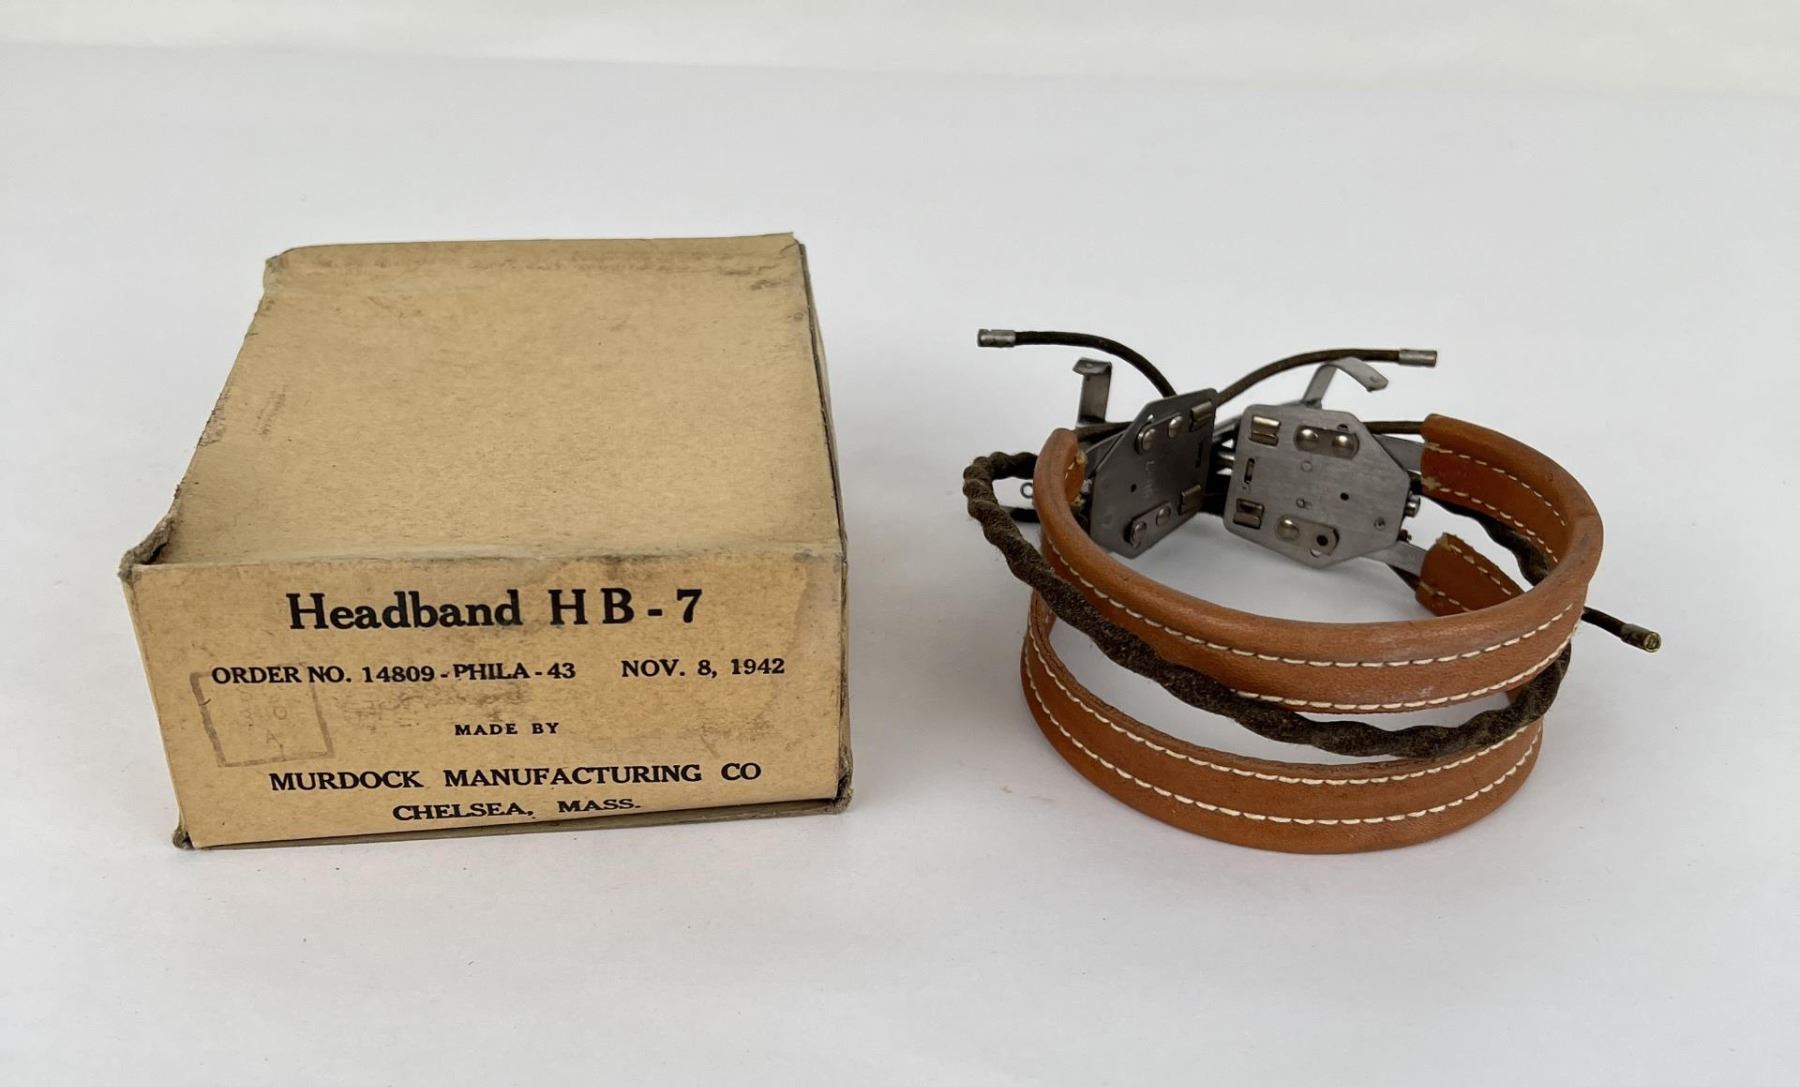 Headband HB-7
ORDER NO. 14809-PHILA-43 NOV. 8, 1942
MADE BY
MURDOCK MANUFACTURING CO
CHELSEA, MASS.
A